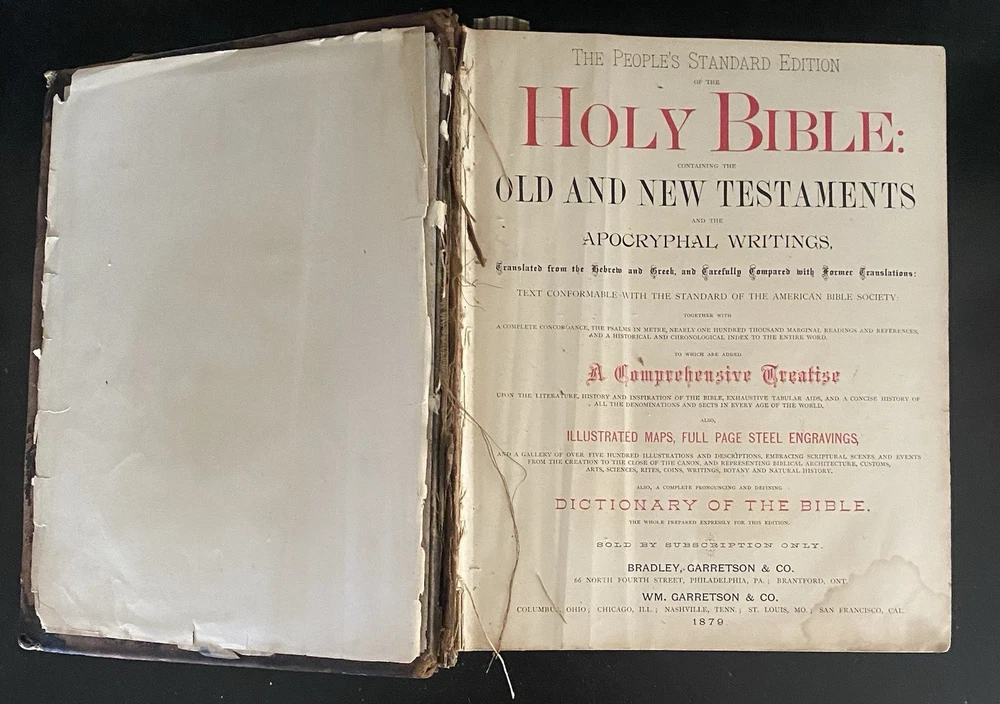 THE PEOPLE'S STANDARD EDITION
OF THE
HOLY BIBLE:
CONTAINING THE
OLD AND NEW TESTAMENTS
AND THE
APOCRYPHAL WRITINGS,
Translated from the Hebrew and Greek, and Carefully Compared with Former Translations:
TEXT CONFORMABLE WITH THE STANDARD OF THE AMERICAN BIBLE SOCIETY:
TOGETHER WITH
A COMPLETE CONCORDANCE, THE PSALMS IN METRE, NEARLY ONE HUNDRED THOUSAND MARGINAL READINGS AND REFERENCES,
AND A HISTORICAL AND CHRONOLOGICAL INDEX TO THE ENTIRE WORD.
TO WHICH ARE ADDED
A Comprehensive Treatise
UPON THE LITERATURE, HISTORY AND INSPIRATION OF THE BIBLE, EXHAUSTIVE TABULAR AIDS, AND A CONCISE HISTORY OF
ALL THE DENOMINATIONS AND SECTS IN EVERY AGE OF THE WORLD,
ALSO,
ILLUSTRATED MAPS, FULL PAGE STEEL ENGRAVINGS,
AND A GALLERY OF OVER FIVE HUNDRED ILLUSTRATIONS AND DESCRIPTIONS, EMBRACING SCRIPTURAL SCENES AND EVENTS
FROM THE CREATION TO THE CLOSE OF THE CANON, AND REPRESENTING BIBLICAL ARCHITECTURE, CUSTOMS,
ARTS, SCIENCES, RITES, COINS, WRITINGS, BOTANY AND NATURAL HISTORY.
ALSO, A COMPLETE PRONOUNCING AND DEFINING
DICTIONARY OF THE BIBLE.
THE WHOLE PREPARED EXPRESSLY FOR THIS EDITION.
SOLD BY SUBSCRIPTION ONLY.
BRADLEY, GARRETSON & CO.
66 NORTH FOURTH STREET, PHILADELPHIA, PA.; BRANTFORD, ONT.
WM. GARRETSON & CO.
COLUMBUS, OHIO; CHICAGO, ILL.; NASHVILLE, TENN.; ST. LOUIS, MO.; SAN FRANCISCO, CAL.
1879